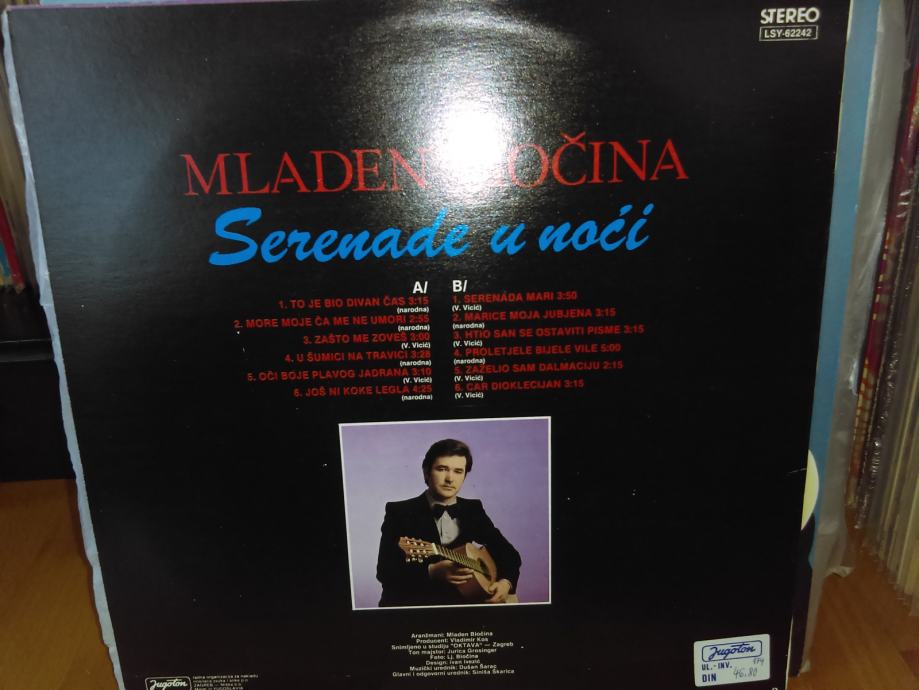 STEREO
LSY-62242
MLADEN BIOČINA
Serenade u noći
A/
1. TO JE BIO DIVAN ČAS 3:15
(narodna)
2. MORE MOJE ČA ME NE UMORI 2:55
(narodna)
3. ZAŠTO ME ZOVEŠ 3:00
(V. Vicić)
4. U ŠUMICI NA TRAVICI 3:28
(narodna)
5. OČI BOJE PLAVOG JADRANA 3:10
(V. Vicić)
6. JOŠ NI KOKE LEGLA 4:25
(narodna)
B/
1. SERENADA MARI 3:50
(V. Vicić)
2. MARICE MOJA JUBJENA 3:15
(narodna)
3. HTIO SAN SE OSTAVITI PISME 3:15
(V. Vicić)
4. PROLETJELE BIJELE VILE 5:00
(narodna)
5. ZAŽELIO SAM DALMACIJU 2:15
(V. Vicić)
6. CAR DIOKLECIJAN 3:15
(V. Vicić)
Aranžmani: Mladen Biočina
Producent: Vladimir Kos
Snimljeno u studiju "OKTAVA" — Zagreb
Ton majstor: Jurica Grosinger
Foto: Lj. Biočina
Design: Ivan Ivezić
Muzički urednik: Dušan Šarac
Glavni i odgovorni urednik: Siniša Škarica
Jugoton
Jugoton
UL.-INV.
DIN 46.80